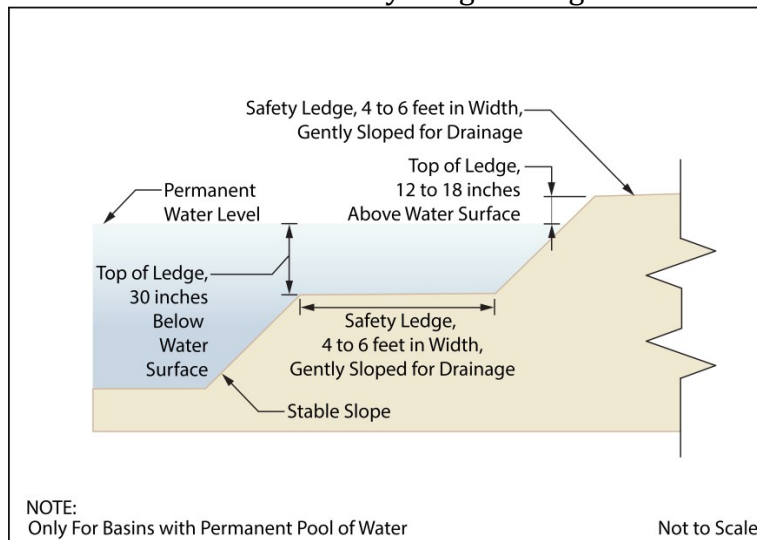 Safety Ledge, 4 to 6 feet in Width,
Gently Sloped for Drainage
Top of Ledge,
12 to 18 inches
Above Water Surface
Permanent
Water Level
Top of Ledge,
30 inches
Below
Water
Surface
Safety Ledge,
4 to 6 feet in Width,
Gently Sloped for Drainage
Stable Slope
NOTE:
Only For Basins with Permanent Pool of Water
Not to Scale